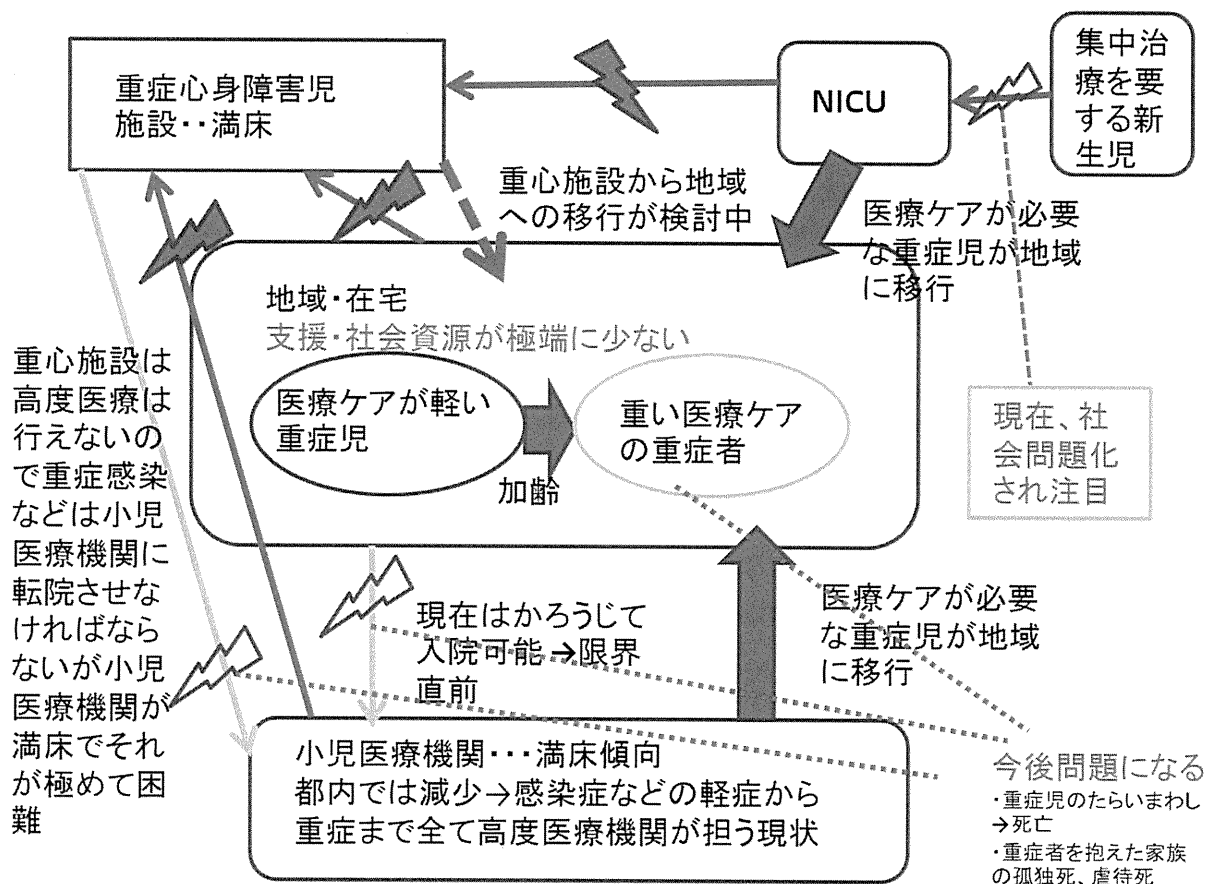 重症心身障害児
施設・・満床
NICU
集中治
療を要
する新
生児
重心施設から地域
への移行が検討中
医療ケアが必要
な重症児が地域
に移行
地域・在宅
支援・社会資源が極端に少ない
医療ケアが軽い
重症児
加齢
重い医療ケア
の重症者
現在、社
会問題化
され注目
重心施設は
高度医療は
行えないの
で重症感染
などは小児
医療機関に
転院させな
ければなら
ないが小児
医療機関が
満床でそれ
が極めて困
難
現在はかろうじて
入院可能→限界
直前
医療ケアが必要
な重症児が地域
に移行
小児医療機関・・・満床傾向
都内では減少→感染症などの軽症から
重症まで全て高度医療機関が担う現状
今後問題になる
・重症児のたらいまわし
→死亡
・重症者を抱えた家族
の孤独死、虐待死